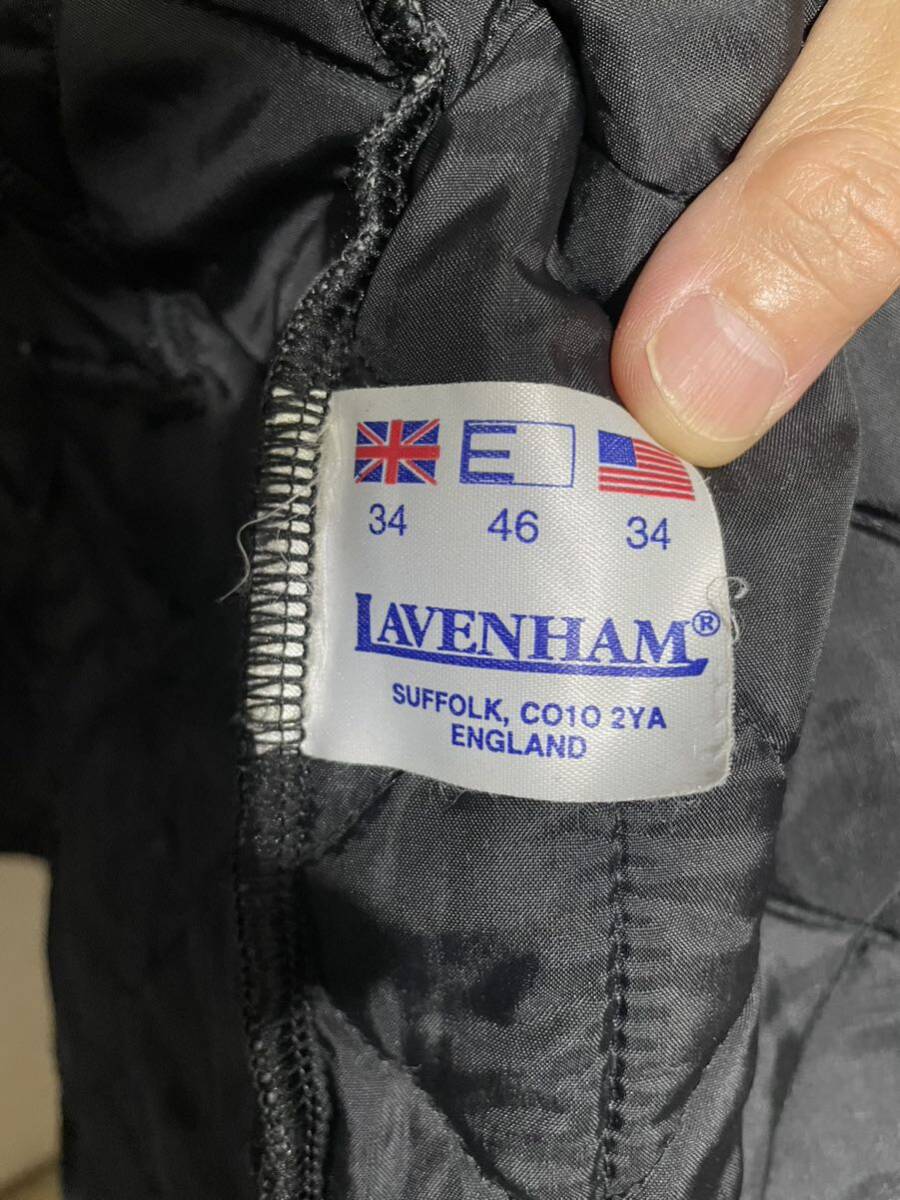 E
34 46 34
LAVENHAM®
SUFFOLK, CO10 2YA
ENGLAND